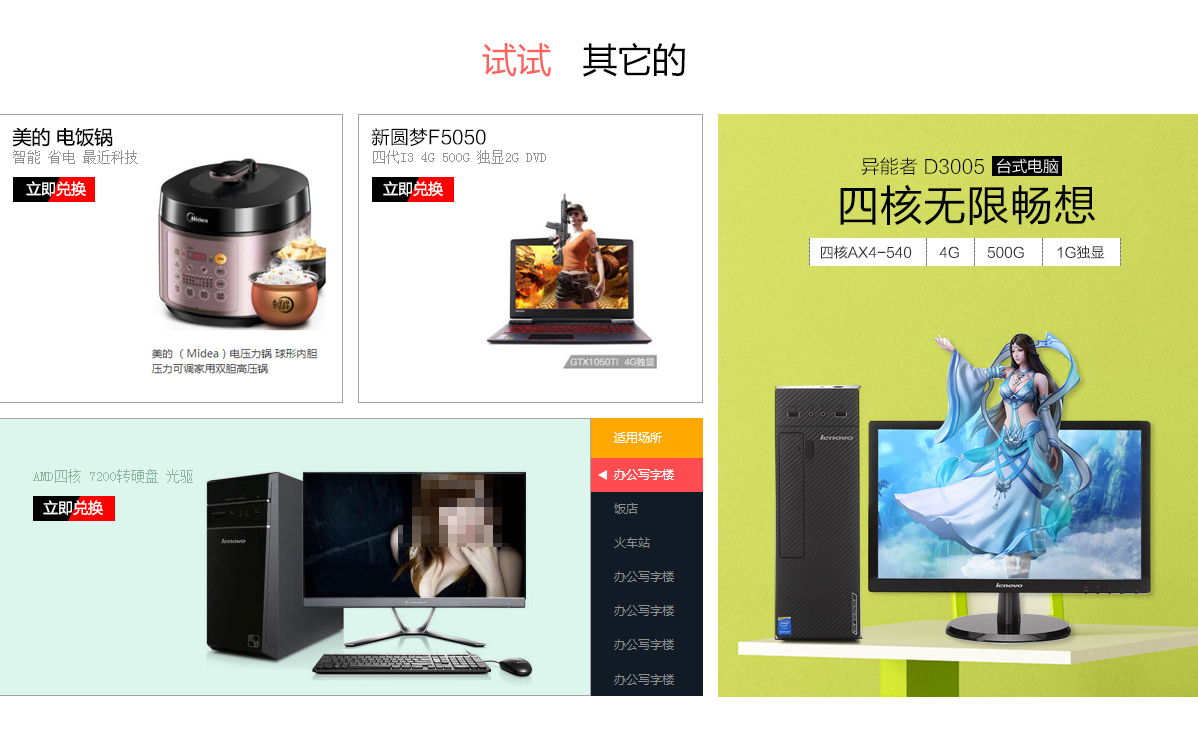 试试 其它的
美的 电饭锅
智能 省电 最近科技
立即兑换
Midea
美的（Midea）电压力锅 球形内胆
压力可调家用双胆高压锅
新圆梦F5050
四代I3 4G 500G 独显2G DVD
立即兑换
GTX1050Ti 4G独显
异能者 D3005 台式电脑
四核无限畅想
四核AX4-540 4G 500G 1G独显
lenovo
lenovo
AMD四核 7200转硬盘 光驱
立即兑换
lenovo
适用场所
办公写字楼
饭店
火车站
办公写字楼
办公写字楼
办公写字楼
办公写字楼